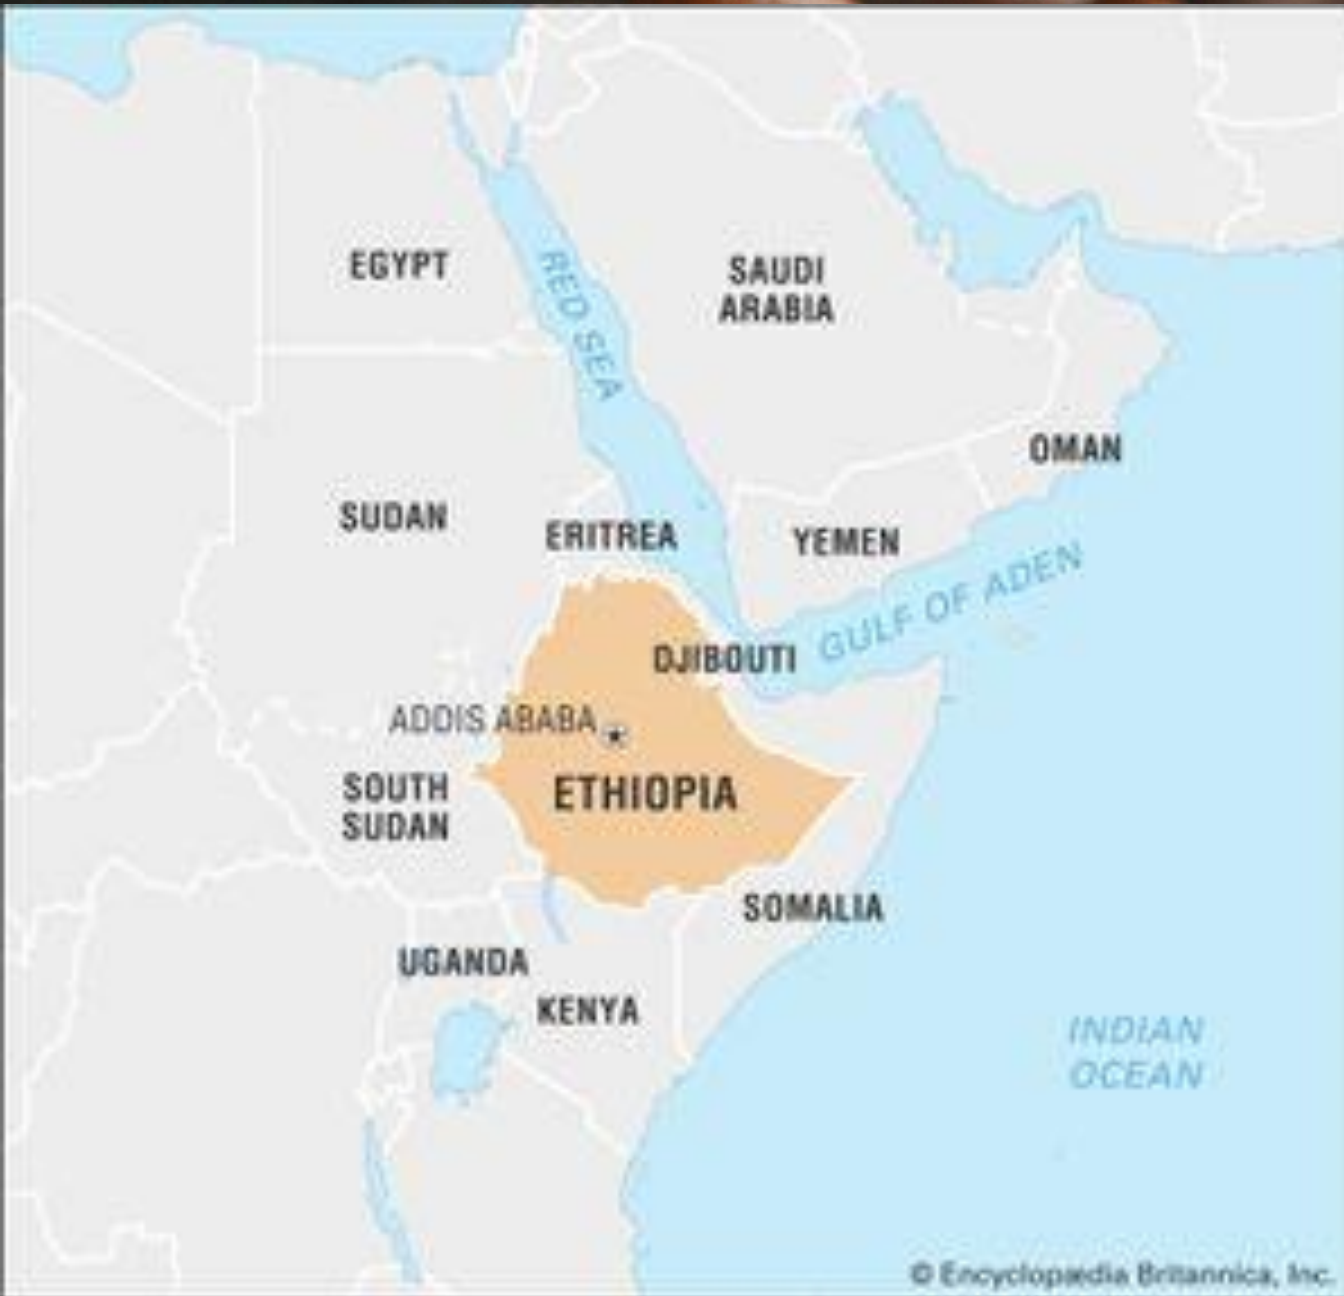 EGYPT
RED SEA
SAUDI
ARABIA
OMAN
SUDAN
ERITREA
YEMEN
GULF OF ADEN
DJIBOUTI
ADDIS ABABA
ETHIOPIA
SOUTH
SUDAN
SOMALIA
UGANDA
KENYA
INDIAN
OCEAN
© Encyclopædia Britannica, Inc.